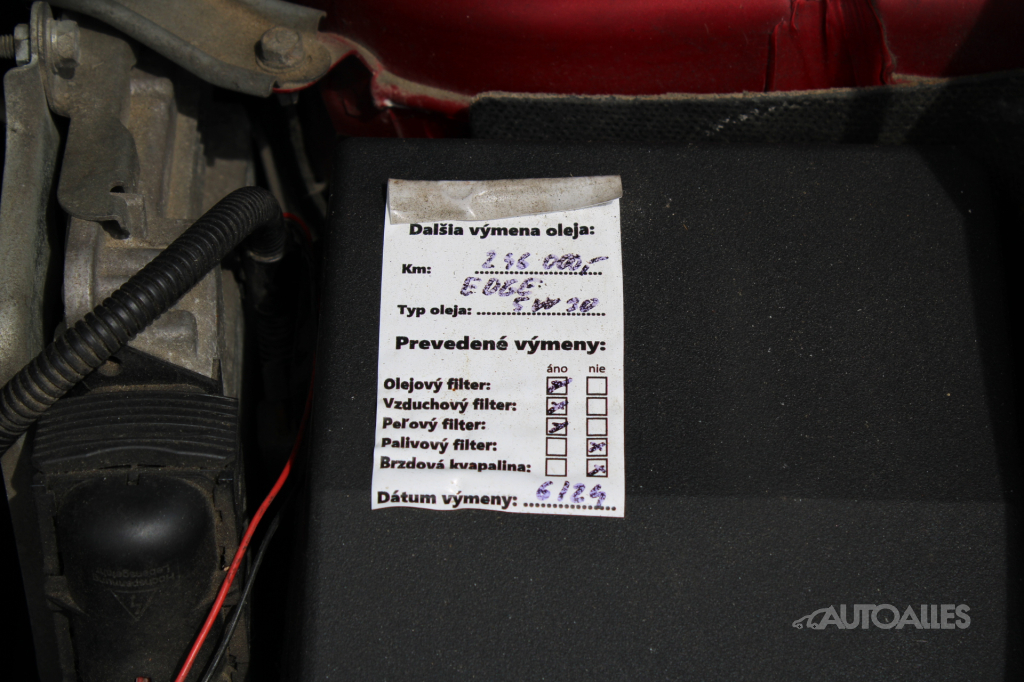 Dalšia výmena oleja:
Km: 246 000,-
EDGE
Typ oleja: 5W30
Prevedené výmeny:
áno nie
Olejový filter:
Vzduchový filter:
Peľový filter:
Palivový filter:
Brzdová kvapalina:
Dátum výmeny: 6/24
AUTOALLES